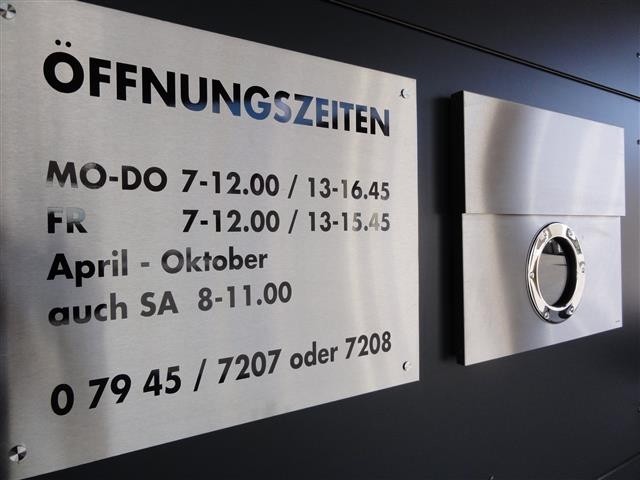 ÖFFNUNGSZEITEN
MO-DO 7-12.00 / 13-16.45
FR 7-12.00 / 13-15.45
April - Oktober
auch SA 8-11.00
0 79 45 / 7207 oder 7208